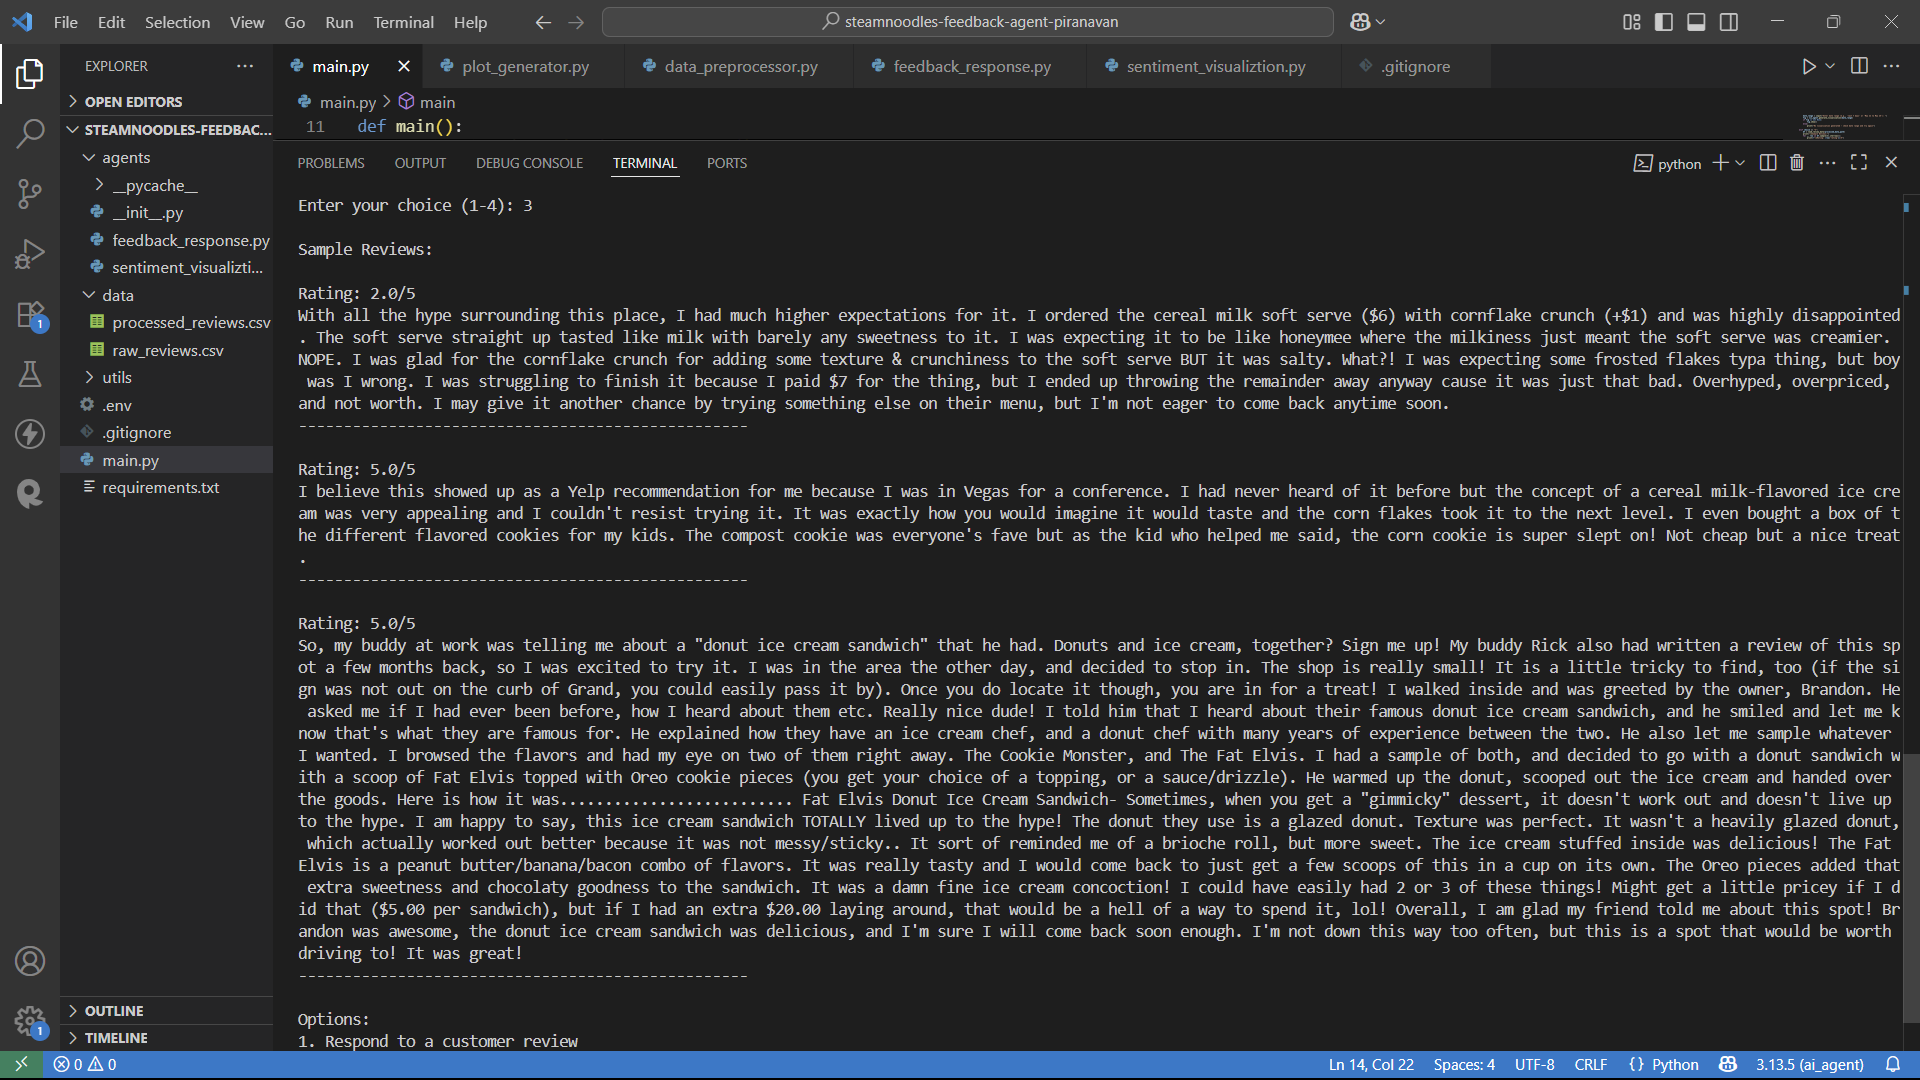 File Edit Selection View Go Run Terminal Help
steamnoodles-feedback-agent-piranavan
EXPLORER
OPEN EDITORS
STEAMNOODLES-FEEDBAC...
agents
__pycache__
__init__.py
feedback_response.py
sentiment_visualizti...
data
processed_reviews.csv
raw_reviews.csv
utils
.env
.gitignore
main.py
requirements.txt
OUTLINE
TIMELINE
1
1
main.py plot_generator.py data_preprocessor.py feedback_response.py sentiment_visualiztion.py .gitignore
main.py > main
11 def main():
PROBLEMS OUTPUT DEBUG CONSOLE TERMINAL PORTS
python
Enter your choice (1-4): 3
Sample Reviews:
Rating: 2.0/5
With all the hype surrounding this place, I had much higher expectations for it. I ordered the cereal milk soft serve ($6) with cornflake crunch (+$1) and was highly disappointed
. The soft serve straight up tasted like milk with barely any sweetness to it. I was expecting it to be like honeymee where the milkiness just meant the soft serve was creamier.
NOPE. I was glad for the cornflake crunch for adding some texture & crunchiness to the soft serve BUT it was salty. What?! I was expecting some frosted flakes typa thing, but boy
was I wrong. I was struggling to finish it because I paid $7 for the thing, but I ended up throwing the remainder away anyway cause it was just that bad. Overhyped, overpriced,
and not worth. I may give it another chance by trying something else on their menu, but I'm not eager to come back anytime soon.
--------------------------------------------------
Rating: 5.0/5
I believe this showed up as a Yelp recommendation for me because I was in Vegas for a conference. I had never heard of it before but the concept of a cereal milk-flavored ice cre
am was very appealing and I couldn't resist trying it. It was exactly how you would imagine it would taste and the corn flakes took it to the next level. I even bought a box of t
he different flavored cookies for my kids. The compost cookie was everyone's fave but as the kid who helped me said, the corn cookie is super slept on! Not cheap but a nice treat
.
--------------------------------------------------
Rating: 5.0/5
So, my buddy at work was telling me about a "donut ice cream sandwich" that he had. Donuts and ice cream, together? Sign me up! My buddy Rick also had written a review of this sp
ot a few months back, so I was excited to try it. I was in the area the other day, and decided to stop in. The shop is really small! It is a little tricky to find, too (if the si
gn was not out on the curb of Grand, you could easily pass it by). Once you do locate it though, you are in for a treat! I walked inside and was greeted by the owner, Brandon. He
asked me if I had ever been before, how I heard about them etc. Really nice dude! I told him that I heard about their famous donut ice cream sandwich, and he smiled and let me k
now that's what they are famous for. He explained how they have an ice cream chef, and a donut chef with many years of experience between the two. He also let me sample whatever
I wanted. I browsed the flavors and had my eye on two of them right away. The Cookie Monster, and The Fat Elvis. I had a sample of both, and decided to go with a donut sandwich w
ith a scoop of Fat Elvis topped with Oreo cookie pieces (you get your choice of a topping, or a sauce/drizzle). He warmed up the donut, scooped out the ice cream and handed over
the goods. Here is how it was.......................... Fat Elvis Donut Ice Cream Sandwich- Sometimes, when you get a "gimmicky" dessert, it doesn't work out and doesn't live up
to the hype. I am happy to say, this ice cream sandwich TOTALLY lived up to the hype! The donut they use is a glazed donut. Texture was perfect. It wasn't a heavily glazed donut,
which actually worked out better because it was not messy/sticky.. It sort of reminded me of a brioche roll, but more sweet. The ice cream stuffed inside was delicious! The Fat
Elvis is a peanut butter/banana/bacon combo of flavors. It was really tasty and I would come back to just get a few scoops of this in a cup on its own. The Oreo pieces added that
extra sweetness and chocolaty goodness to the sandwich. It was a damn fine ice cream concoction! I could have easily had 2 or 3 of these things! Might get a little pricey if I d
id that ($5.00 per sandwich), but if I had an extra $20.00 laying around, that would be a hell of a way to spend it, lol! Overall, I am glad my friend told me about this spot! Br
andon was awesome, the donut ice cream sandwich was delicious, and I'm sure I will come back soon enough. I'm not down this way too often, but this is a spot that would be worth
driving to! It was great!
--------------------------------------------------
Options:
1. Respond to a customer review
0 0 Ln 14, Col 22 Spaces: 4 UTF-8 CRLF {} Python 3.13.5 (ai_agent)